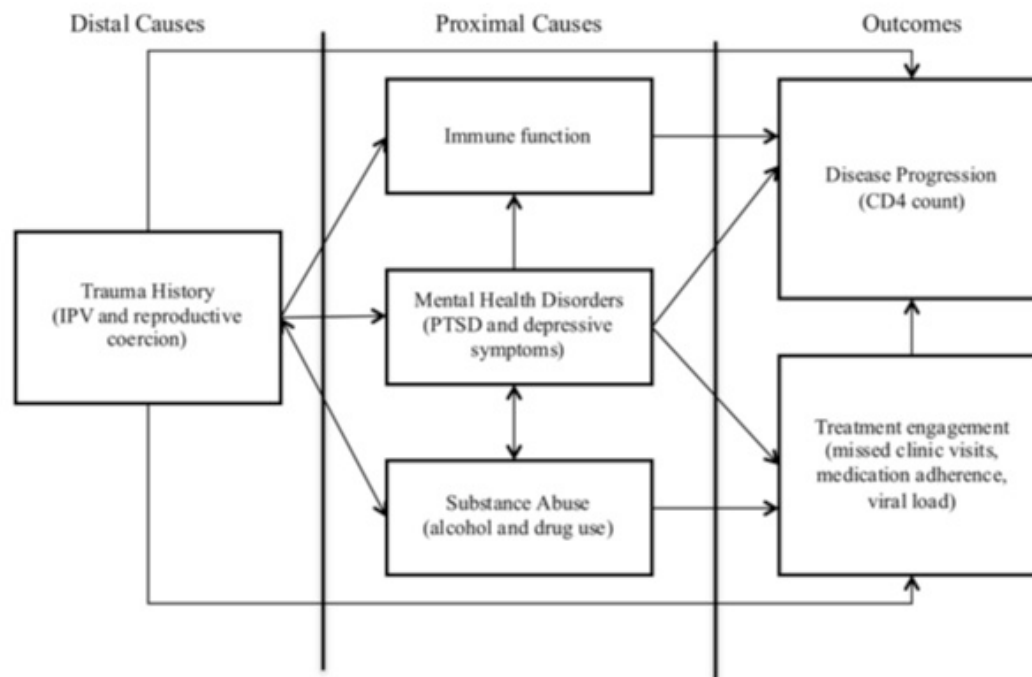 Distal Causes
Proximal Causes
Outcomes
Immune function
Disease Progression
(CD4 count)
Trauma History
(IPV and reproductive
coercion)
Mental Health Disorders
(PTSD and depressive
symptoms)
Treatment engagement
(missed clinic visits,
medication adherence,
viral load)
Substance Abuse
(alcohol and drug use)